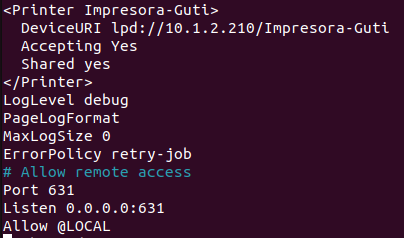 <Printer Impresora-Guti>
  DeviceURI lpd://10.1.2.210/Impresora-Guti
  Accepting Yes
  Shared yes
</Printer>
LogLevel debug
PageLogFormat
MaxLogSize 0
ErrorPolicy retry-job
# Allow remote access
Port 631
Listen 0.0.0.0:631
Allow @LOCAL